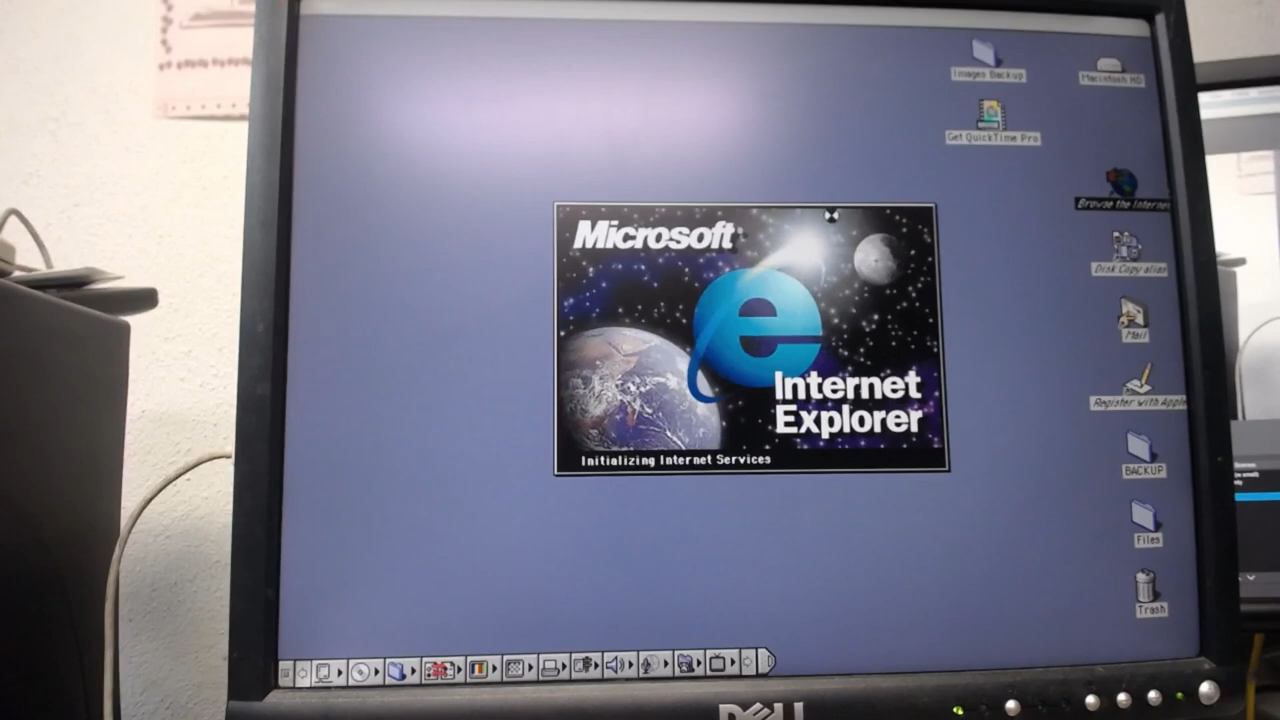 Images Backup
Macintosh HD
Get QuickTime Pro
Browse the Internet
Disk Copy alias
Mail
Register with Apple
BACKUP
Files
Trash
Microsoft
e
Internet
Explorer
Initializing Internet Services
DELL